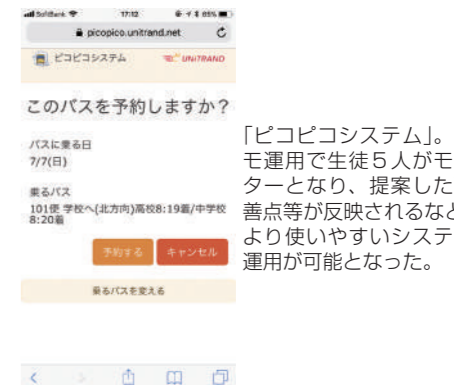 SoftBank 17:12 85%
picopico.unitrand.net
ピコピコシステム UNITRAND
このバスを予約しますか?
バスに乗る日
7/7(日)
乗るバス
101便 学校へ(北方向)高校8:19着/中学校
8:20着
予約する キャンセル
乗るバスを変える
「ピコピコシステム」。
モ運用で生徒5人がモ
ターとなり、提案した
善点等が反映されるなど
より使いやすいシステ
運用が可能となった。